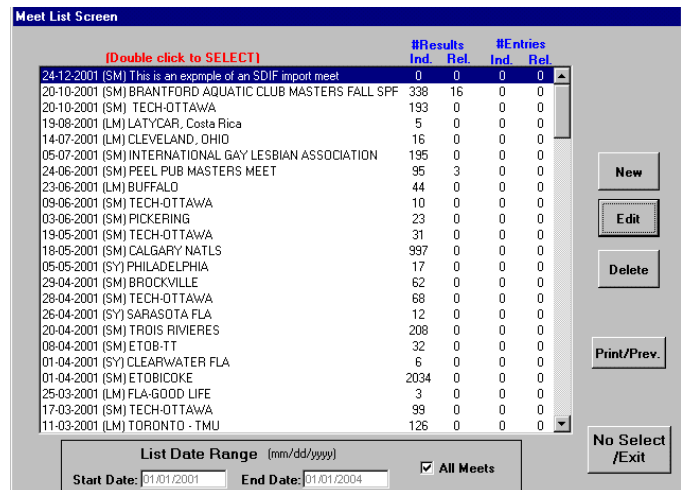 Meet List Screen
#Results #Entries
(Double click to SELECT) Ind. Rel. Ind. Rel.
24-12-2001 (SM) This is an expmple of an SDIF import meet 0 0 0 0
20-10-2001 (SM) BRANTFORD AQUATIC CLUB MASTERS FALL SPF 338 16 0 0
20-10-2001 (SM) TECH-OTTAWA 193 0 0 0
19-08-2001 (LM) LATYCAR, Costa Rica 5 0 0 0
14-07-2001 (LM) CLEVELAND, OHIO 16 0 0 0
05-07-2001 (SM) INTERNATIONAL GAY LESBIAN ASSOCIATION 195 0 0 0
24-06-2001 (SM) PEEL PUB MASTERS MEET 95 3 0 0
23-06-2001 (LM) BUFFALO 44 0 0 0
09-06-2001 (SM) TECH-OTTAWA 10 0 0 0
03-06-2001 (SM) PICKERING 23 0 0 0
19-05-2001 (SM) TECH-OTTAWA 31 0 0 0
18-05-2001 (SM) CALGARY NATLS 997 0 0 0
05-05-2001 (SY) PHILADELPHIA 17 0 0 0
29-04-2001 (SM) BROCKVILLE 62 0 0 0
28-04-2001 (SM) TECH-OTTAWA 68 0 0 0
26-04-2001 (SY) SARASOTA FLA 12 0 0 0
20-04-2001 (SM) TROIS RIVIERES 208 0 0 0
08-04-2001 (SM) ETOB-TT 32 0 0 0
01-04-2001 (SY) CLEARWATER FLA 6 0 0 0
01-04-2001 (SM) ETOBICOKE 2034 0 0 0
25-03-2001 (LM) FLA-GOOD LIFE 3 0 0 0
17-03-2001 (SM) TECH-OTTAWA 99 0 0 0
11-03-2001 (LM) TORONTO - TMU 126 0 0 0
New
Edit
Delete
Print/Prev.
No Select
/Exit
List Date Range (mm/dd/yyyy)
Start Date: 01/01/2001 End Date: 01/01/2004 All Meets